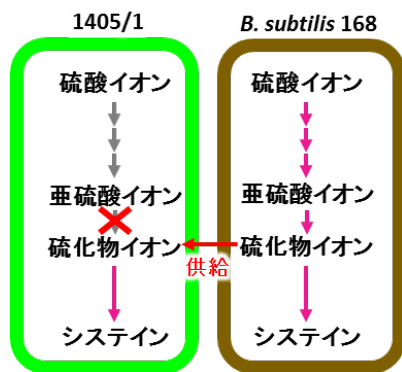 1405/1
硫酸イオン
亜硫酸イオン
硫化物イオン
システイン
供給
B. subtilis 168
硫酸イオン
亜硫酸イオン
硫化物イオン
システイン